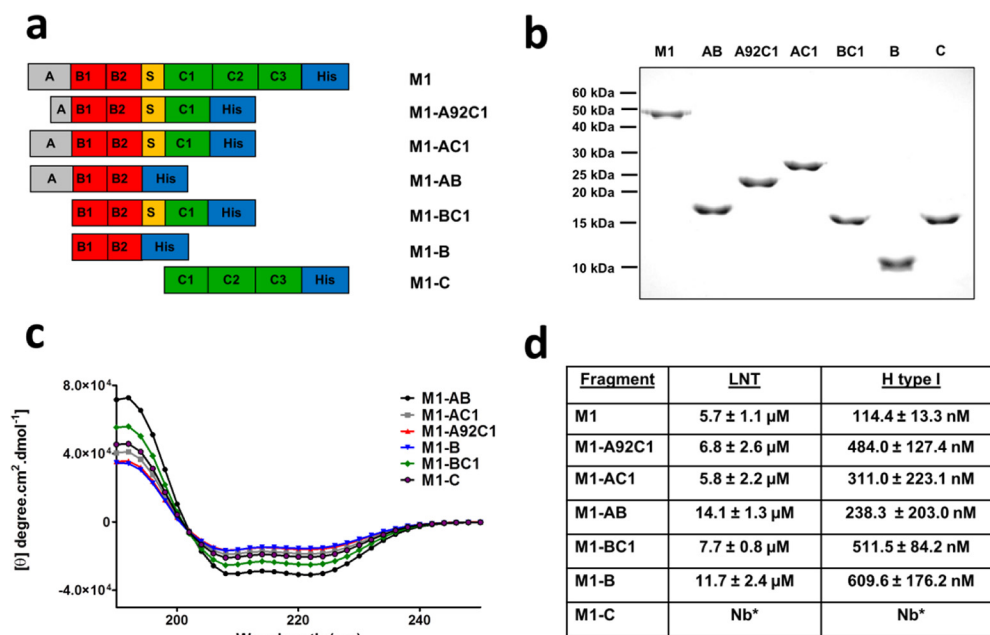 a
A B1 B2 S C1 C2 C3 His M1
A B1 B2 S C1 His M1-A92C1
A B1 B2 S C1 His M1-AC1
A B1 B2 His M1-AB
B1 B2 S C1 His M1-BC1
B1 B2 His M1-B
C1 C2 C3 His M1-C
b
M1 AB A92C1 AC1 BC1 B C
60 kDa
50 kDa
40 kDa
30 kDa
25 kDa
20 kDa
15 kDa
10 kDa
c
[θ] degree.cm².dmol⁻¹]
8.0×10⁴
4.0×10⁴
0
-4.0×10⁴
200 220 240
M1-AB
M1-AC1
M1-A92C1
M1-B
M1-BC1
M1-C
d
Fragment LNT H type I
M1 5.7 ± 1.1 µM 114.4 ± 13.3 nM
M1-A92C1 6.8 ± 2.6 µM 484.0 ± 127.4 nM
M1-AC1 5.8 ± 2.2 µM 311.0 ± 223.1 nM
M1-AB 14.1 ± 1.3 µM 238.3 ± 203.0 nM
M1-BC1 7.7 ± 0.8 µM 511.5 ± 84.2 nM
M1-B 11.7 ± 2.4 µM 609.6 ± 176.2 nM
M1-C Nb* Nb*